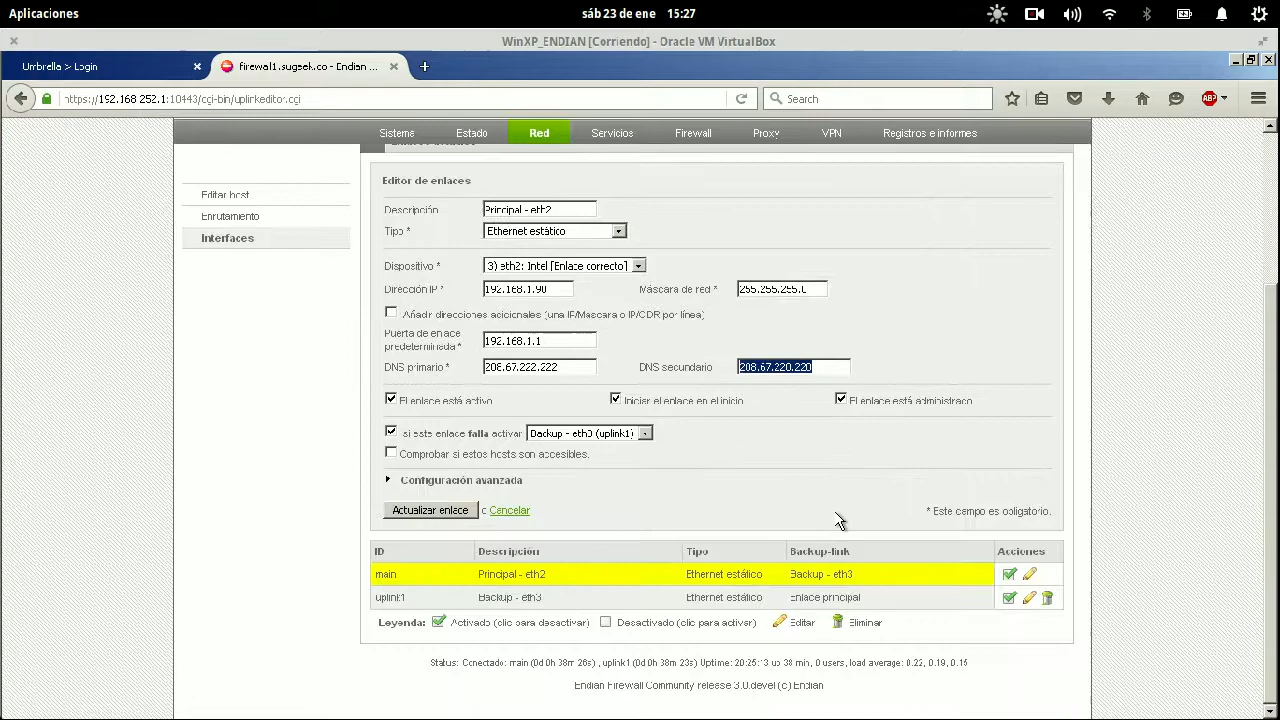 Aplicaciones sáb 23 de ene 15:27
WinXP_ENDIAN [Corriendo] - Oracle VM VirtualBox
Umbrella > Login firewal1.sugeek.co - Endian ...
https://192.168.252.1:10443/cgi-bin/uplinkeditor.cgi Search ABP
Sistema Estado Red Servicios Firewall Proxy VPN Registros e informes
Editar host
Enrutamiento
Interfaces
Editor de enlaces
Descripción Principal - eth2
Tipo * Ethernet estático
Dispositivo * 3) eth2: Intel [Enlace correcto]
Dirección IP * 192.168.1.90 Máscara de red * 255.255.255.0
Añadir direcciones adicionales (una IP/Máscara o IP/CIDR por línea)
Puerta de enlace
predeterminada * 192.168.1.1
DNS primario * 208.67.222.222 DNS secundario 208.67.220.220
El enlace está activo Iniciar el enlace en el inicio El enlace está administrado
si este enlace falla activar Backup - eth3 (uplink1)
Comprobar si estos hosts son accesibles.
Configuración avanzada
Actualizar enlace o Cancelar * Este campo es obligatorio.
ID Descripción Tipo Backup-link Acciones
main Principal - eth2 Ethernet estático Backup - eth3
uplink1 Backup - eth3 Ethernet estático Enlace principal
Leyenda: Activado (clic para desactivar) Desactivado (clic para activar) Editar Eliminar
Status: Conectado: main (0d 0h 38m 26s) , uplink1 (0d 0h 38m 23s) Uptime: 20:25:13 up 38 min, 0 users, load average: 0.22, 0.19, 0.15
Endian Firewall Community release 3.0.devel (c) Endian